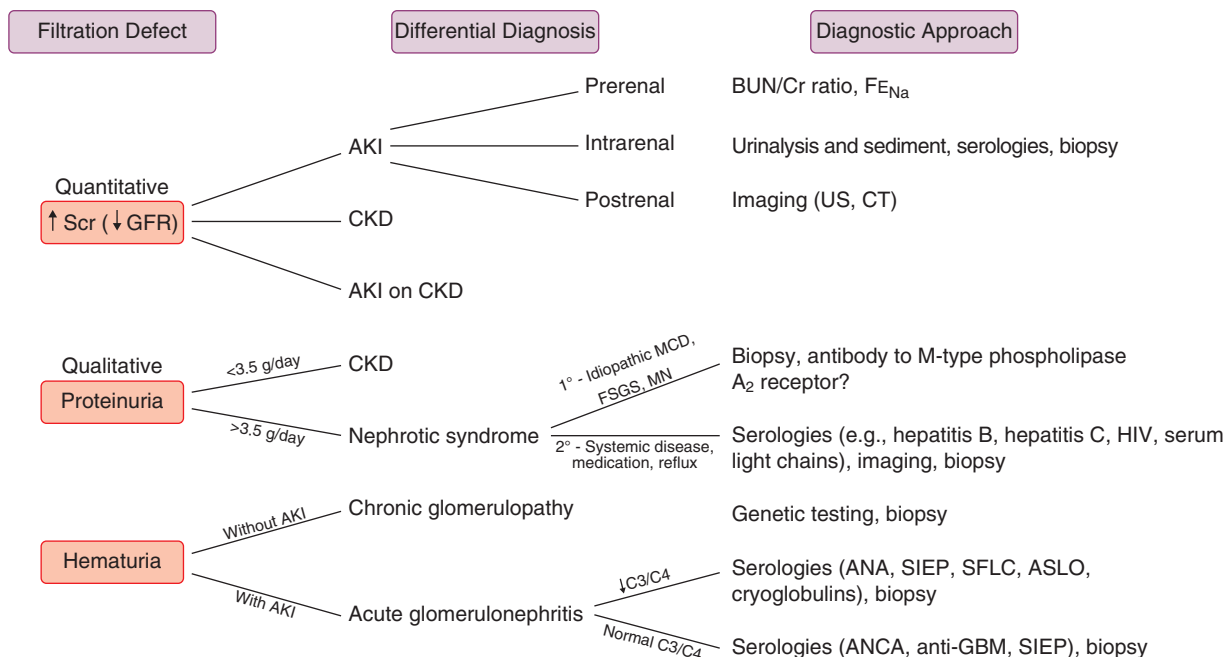 Filtration Defect
Differential Diagnosis
Diagnostic Approach
Quantitative
↑ Scr (↓ GFR)
AKI
Prerenal
BUN/Cr ratio, FENa
Intrarenal
Urinalysis and sediment, serologies, biopsy
Postrenal
Imaging (US, CT)
CKD
AKI on CKD
Qualitative
Proteinuria
<3.5 g/day
CKD
>3.5 g/day
Nephrotic syndrome
1° - Idiopathic MCD,
FSGS, MN
Biopsy, antibody to M-type phospholipase
A2 receptor?
2° - Systemic disease,
medication, reflux
Serologies (e.g., hepatitis B, hepatitis C, HIV, serum
light chains), imaging, biopsy
Hematuria
Without AKI
Chronic glomerulopathy
Genetic testing, biopsy
With AKI
Acute glomerulonephritis
↓C3/C4
Serologies (ANA, SIEP, SFLC, ASLO,
cryoglobulins), biopsy
Normal C3/C4
Serologies (ANCA, anti-GBM, SIEP), biopsy